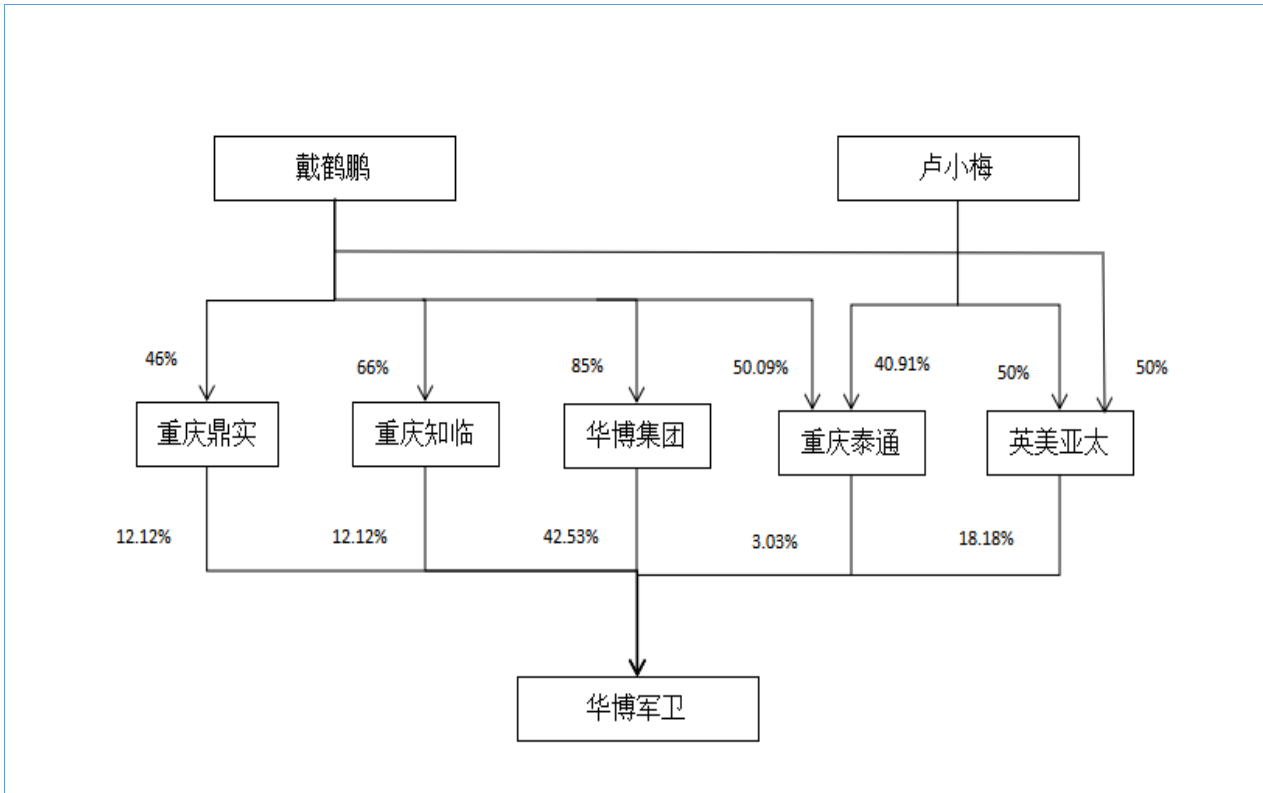 戴鹤鹏
卢小梅
46%
66%
85%
50.09%
40.91%
50%
50%
重庆鼎实
重庆知临
华博集团
重庆泰通
英美亚太
12.12%
12.12%
42.53%
3.03%
18.18%
华博军卫